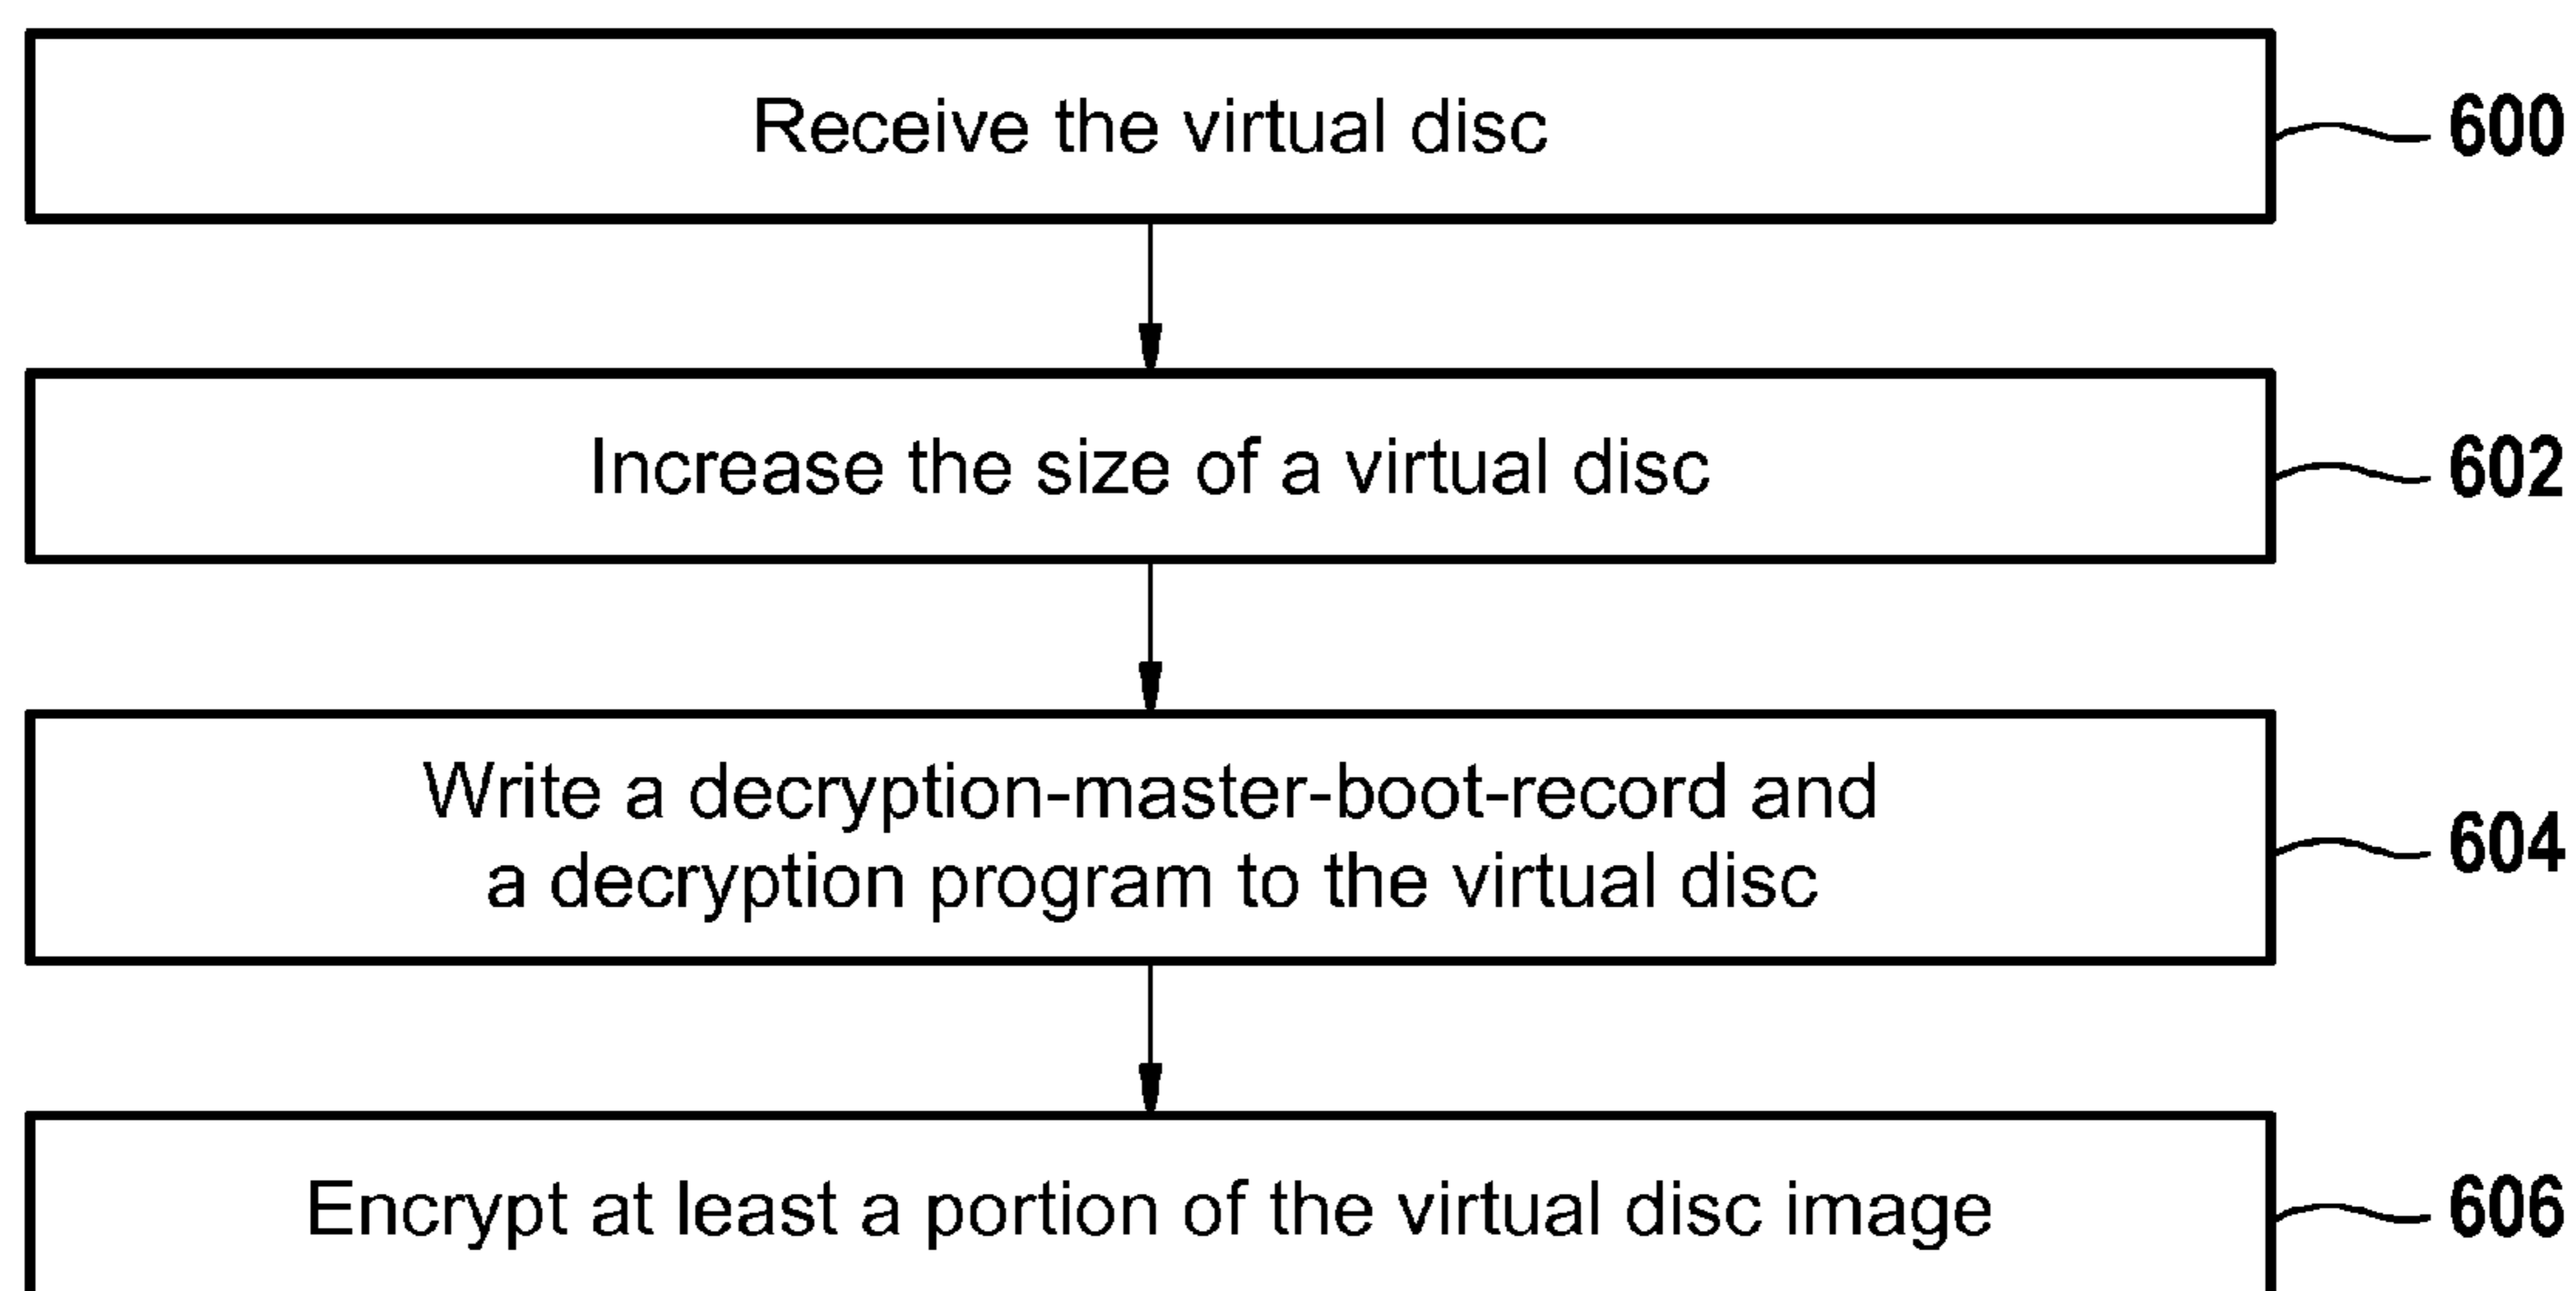 Receive the virtual disc
600
Increase the size of a virtual disc
602
Write a decryption-master-boot-record and
a decryption program to the virtual disc
604
Encrypt at least a portion of the virtual disc image
606